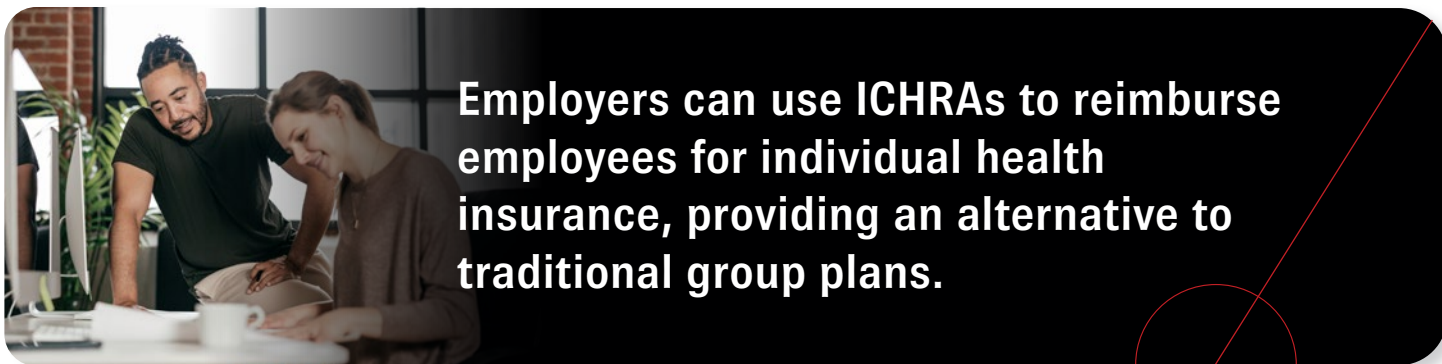 Employers can use ICHRAs to reimburse
employees for individual health
insurance, providing an alternative to
traditional group plans.